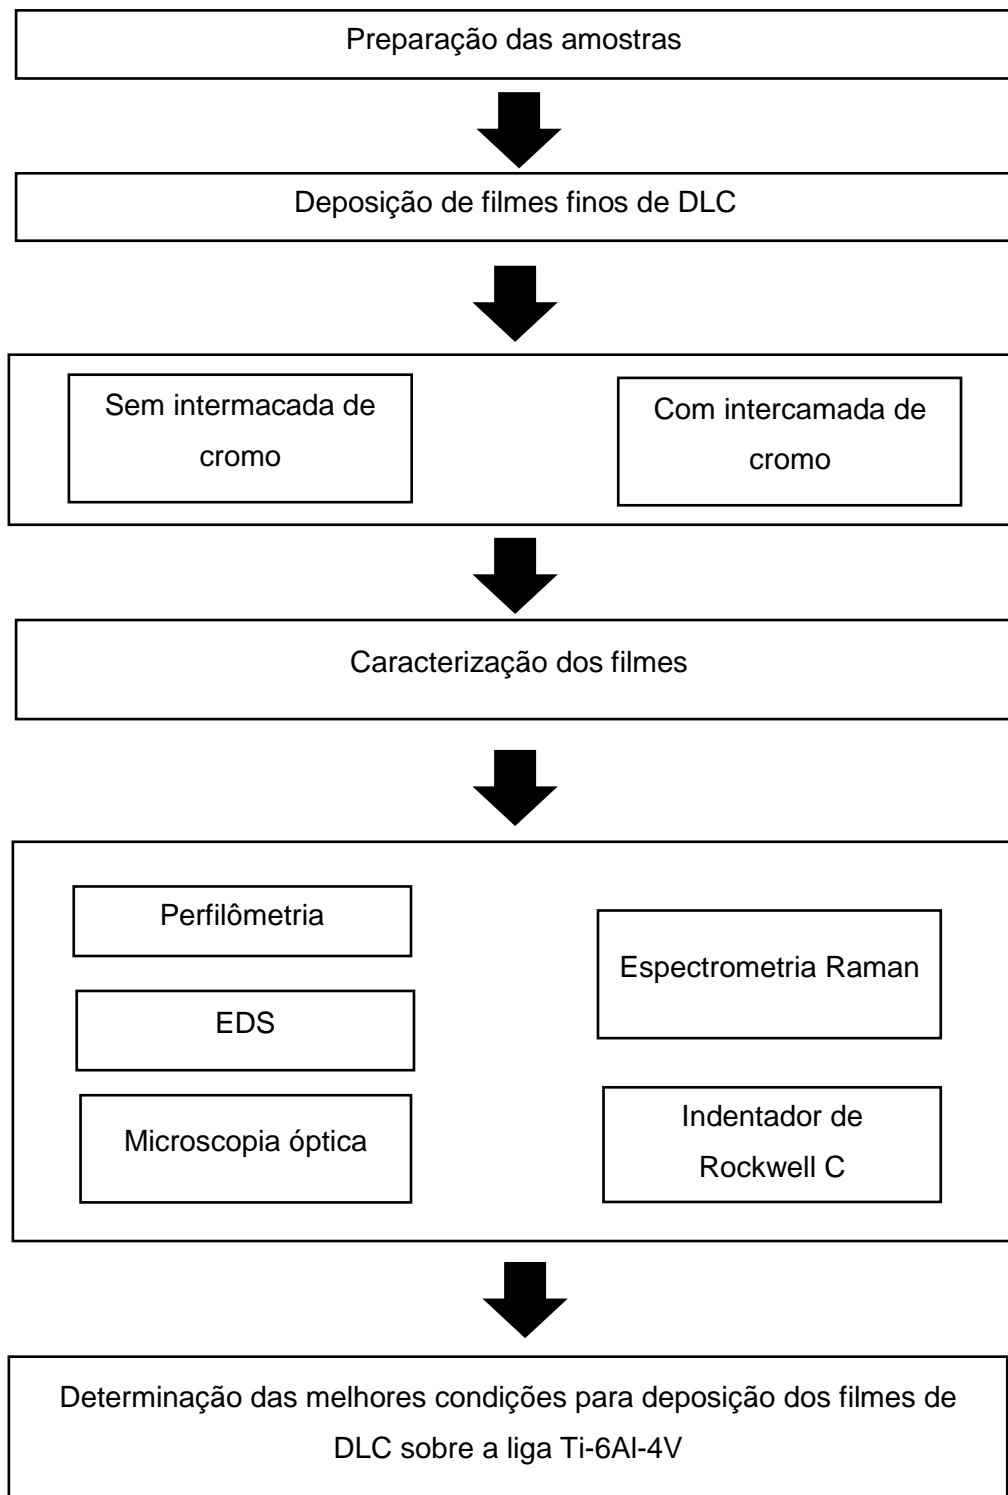 Preparação das amostras
Deposição de filmes finos de DLC
Sem intermacada de
cromo
Com intercamada de
cromo
Caracterização dos filmes
Perfilômetria
EDS
Microscopia óptica
Espectrometria Raman
Indentador de
Rockwell C
Determinação das melhores condições para deposição dos filmes de
DLC sobre a liga Ti-6Al-4V